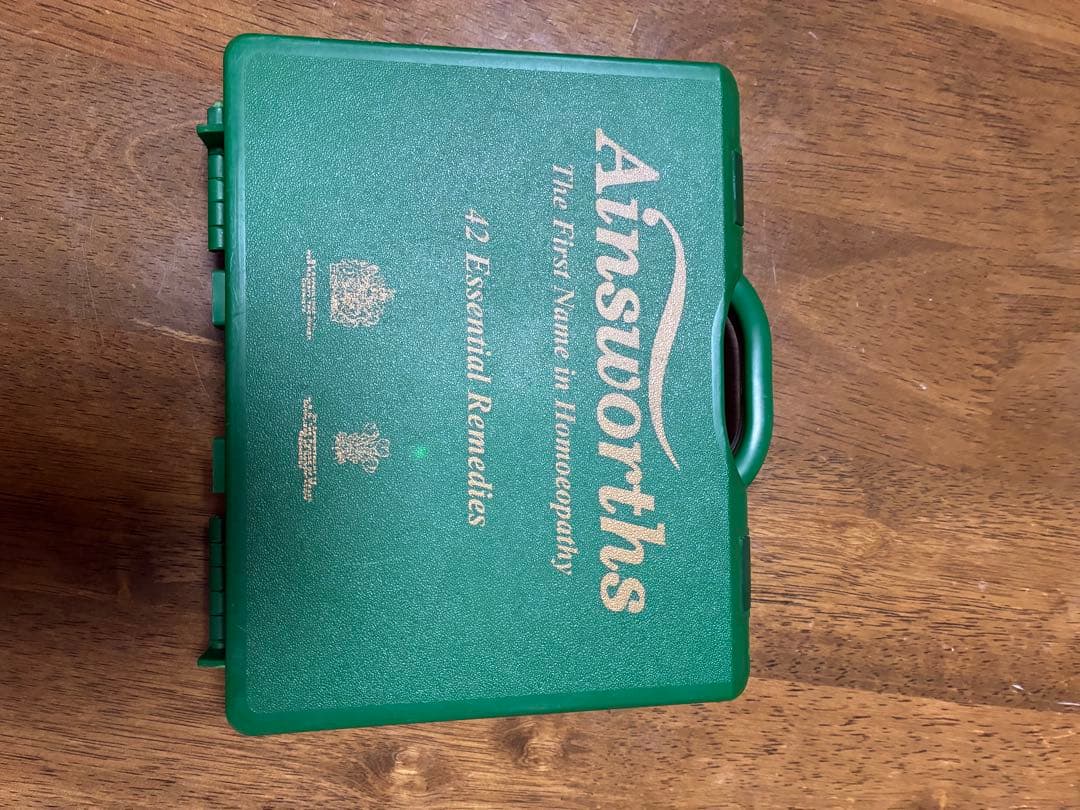 Ainsworths
The First Name in Homoeopathy
42 Essential Remedies